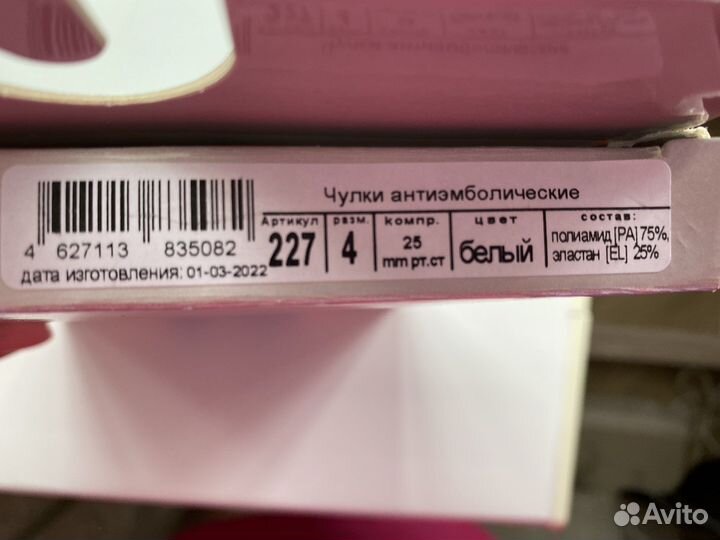 Чулки антиэмболические
Артикул разм. компр. цвет состав:
227 4 25 mm рт.ст белый полиамид [PA] 75%, эластан [EL] 25%
4 627113 835082
дата изготовления: 01-03-2022
Avito